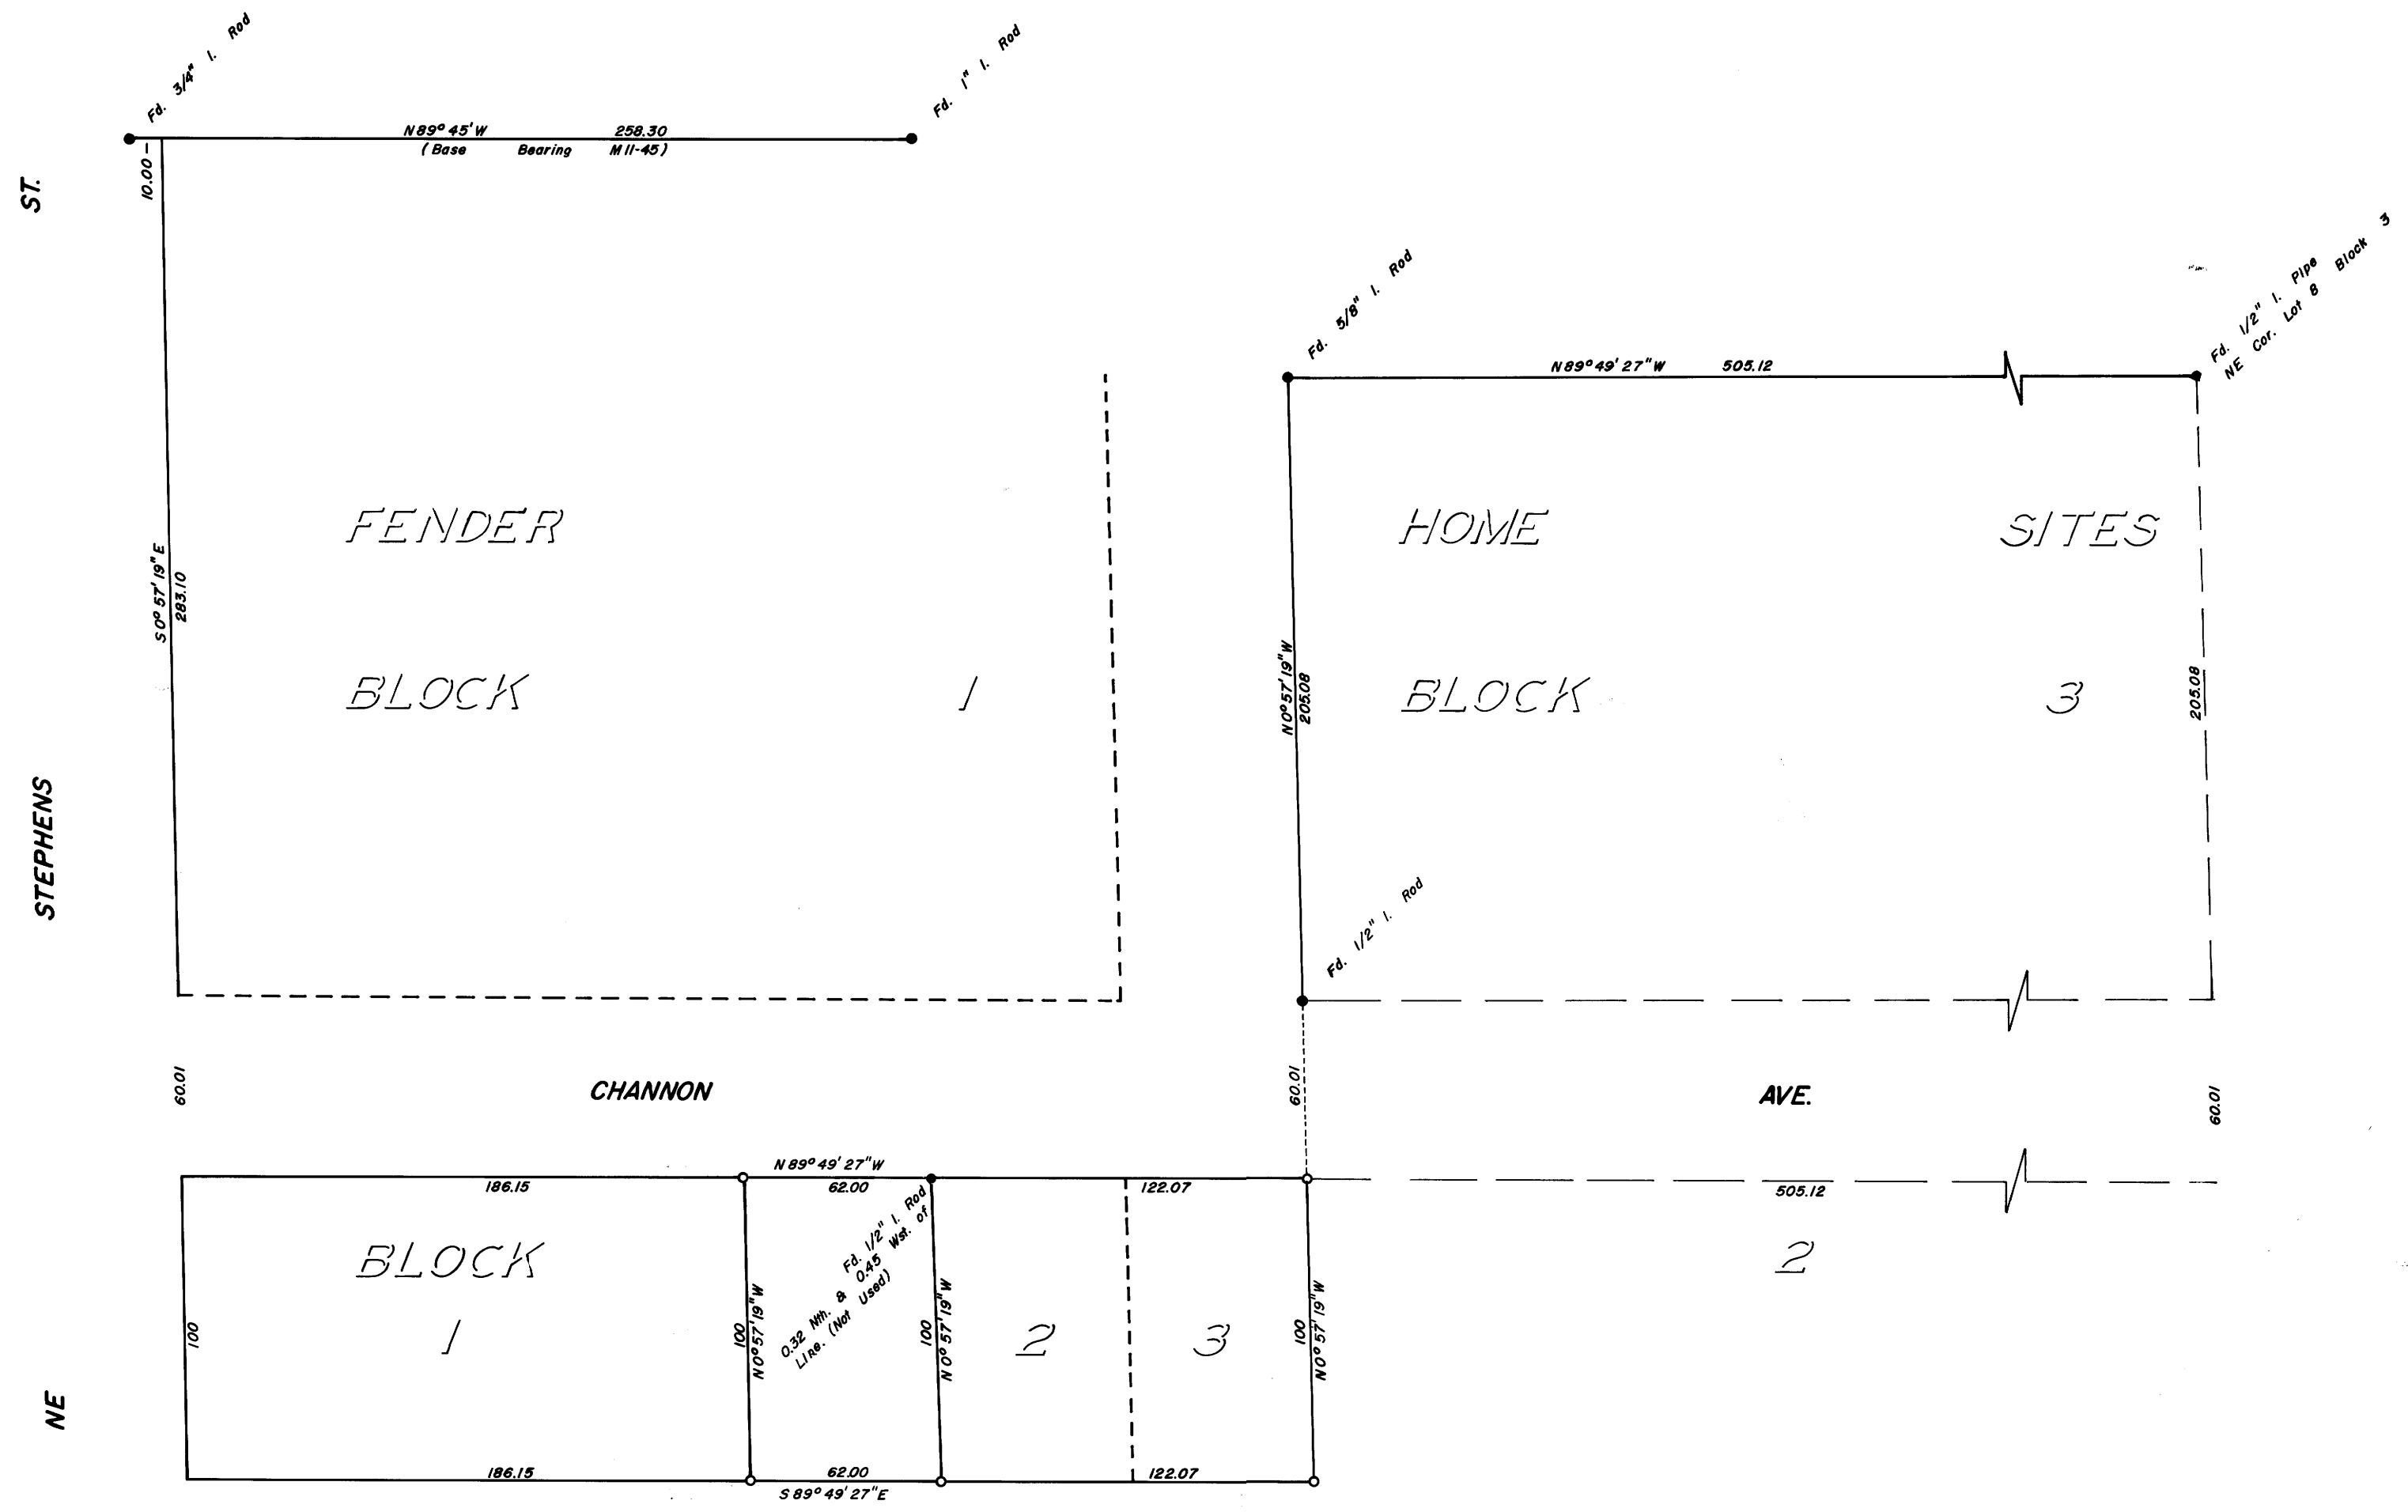 Fd. 3/4" I. Rod
Fd. 1" I. Rod
N 89° 45' W 258.30
(Base Bearing M 11-45)
10.00
ST.
Fd. 5/8" I. Rod
Fd. 1/2" I. Pipe
NE Cor. Lot 8 Block 3
N 89° 49' 27" W 505.12
FENDER HOME SITES
S 0° 57' 19" E
283.10
BLOCK 1
N 0° 57' 19" W
205.08
BLOCK 3
205.08
STEPHENS
Fd. 1/2" I. Rod
60.01
CHANNON AVE.
60.01
60.01
N 89° 49' 27" W
186.15
62.00
122.07
505.12
BLOCK
1
2
3
2
Fd. 1/2" I. Rod
0.32 Nth. & 0.45 Wst. of
Line. (Not Used)
100
100
N 0° 57' 19" W
100
N 0° 57' 19" W
100
N 0° 57' 19" W
NE
186.15
62.00
122.07
S 89° 49' 27" E